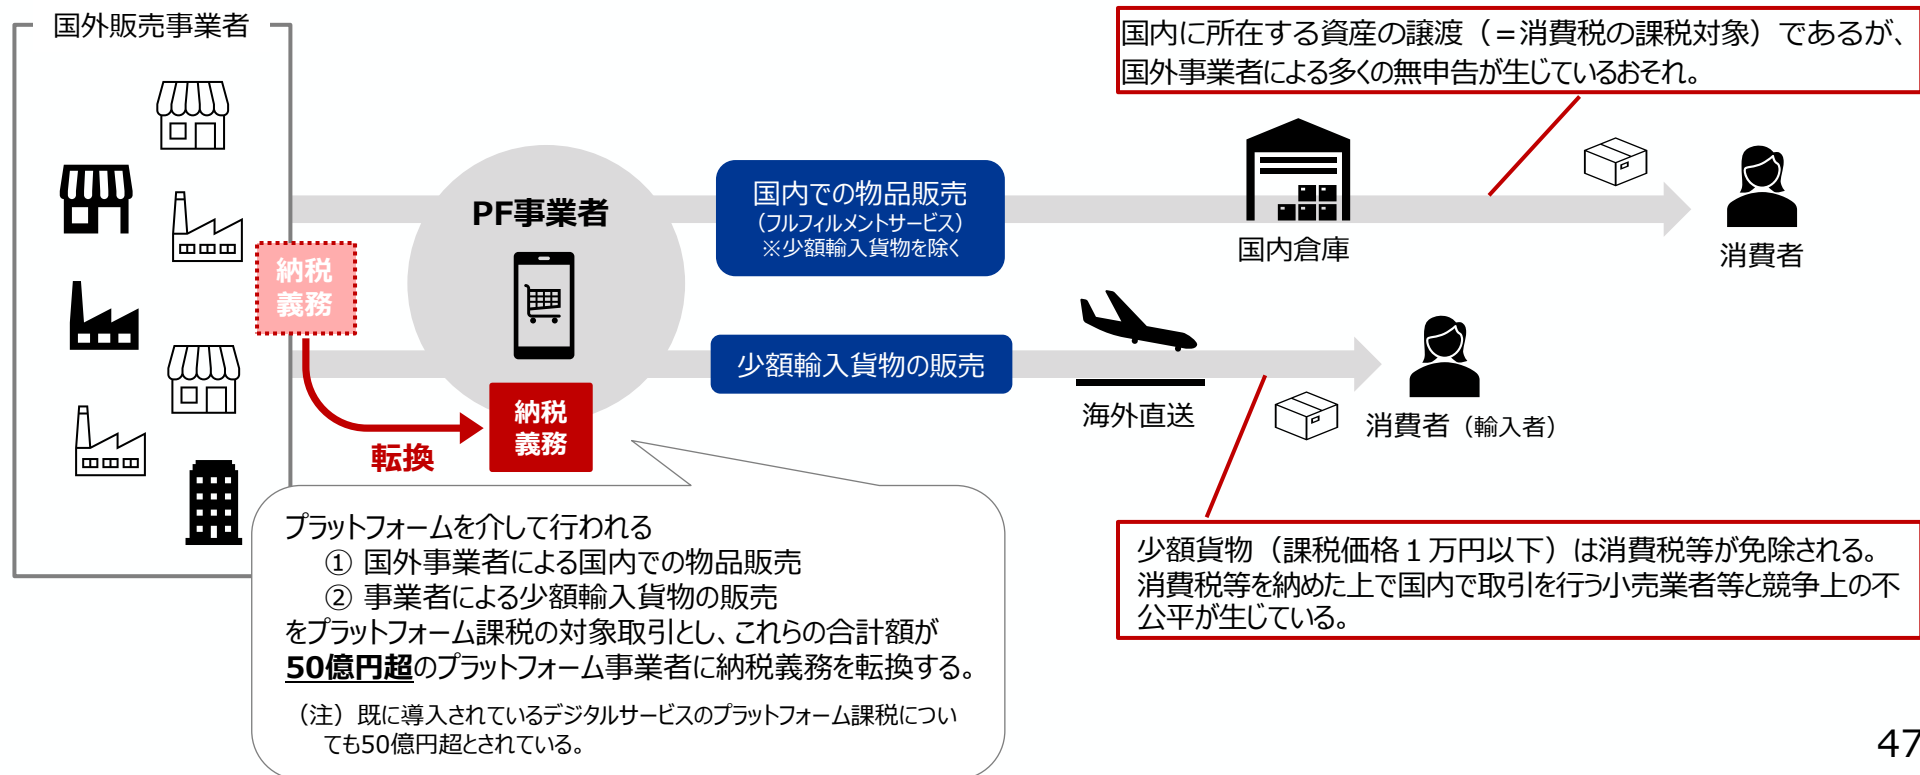 国外販売事業者
国内に所在する資産の譲渡（＝消費税の課税対象）であるが、
国外事業者による多くの無申告が生じているおそれ。
PF事業者
国内での物品販売
（フルフィルメントサービス）
※少額輸入貨物を除く
国内倉庫
消費者
納税
義務
少額輸入貨物の販売
海外直送
消費者（輸入者）
納税
義務
転換
プラットフォームを介して行われる
① 国外事業者による国内での物品販売
② 事業者による少額輸入貨物の販売
をプラットフォーム課税の対象取引とし、これらの合計額が
50億円超のプラットフォーム事業者に納税義務を転換する。
（注）既に導入されているデジタルサービスのプラットフォーム課税につい
ても50億円超とされている。
少額貨物（課税価格１万円以下）は消費税等が免除される。
消費税等を納めた上で国内で取引を行う小売業者等と競争上の不
公平が生じている。
47